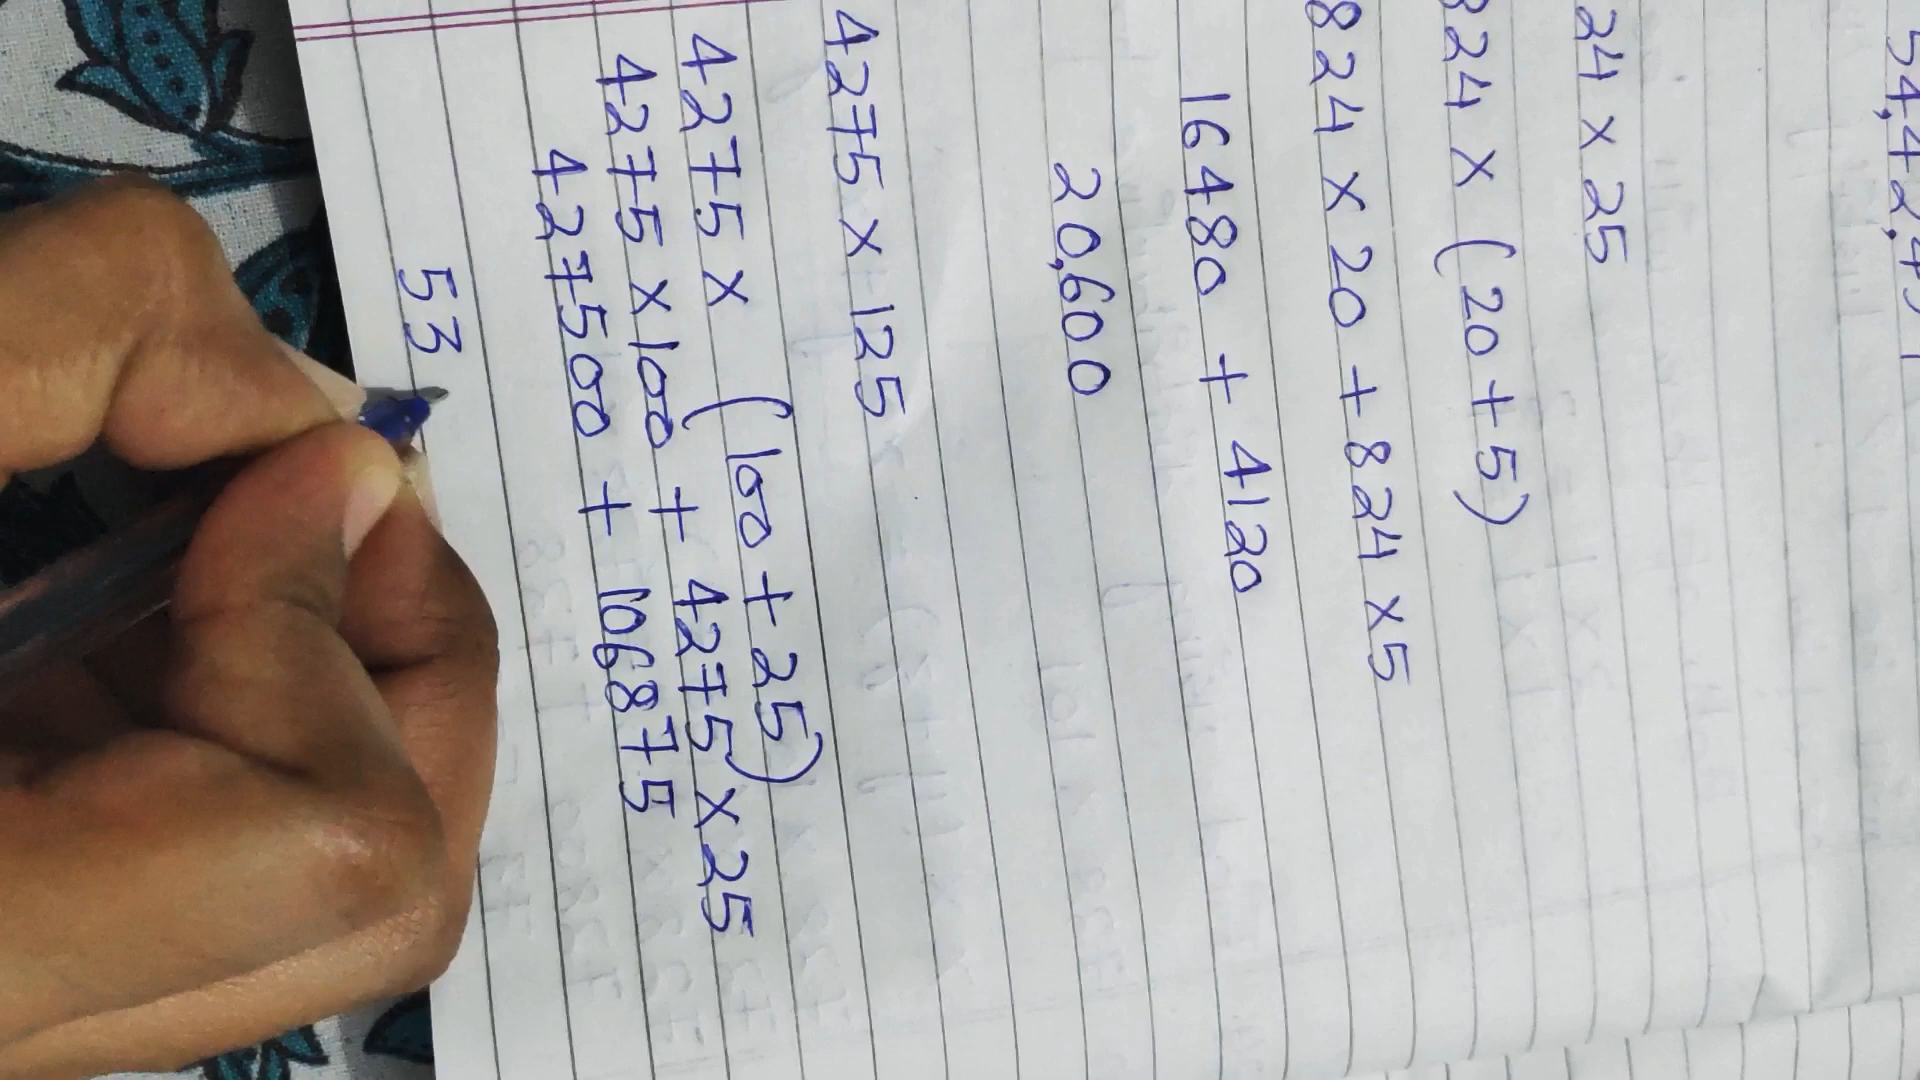 24 × 25
824 × (20 + 5)
824 × 20 + 824 × 5
16480 + 4120
20,600
4275 × 125
4275 × (100 + 25)
4275 × 100 + 4275 × 25
427500 + 106875
53